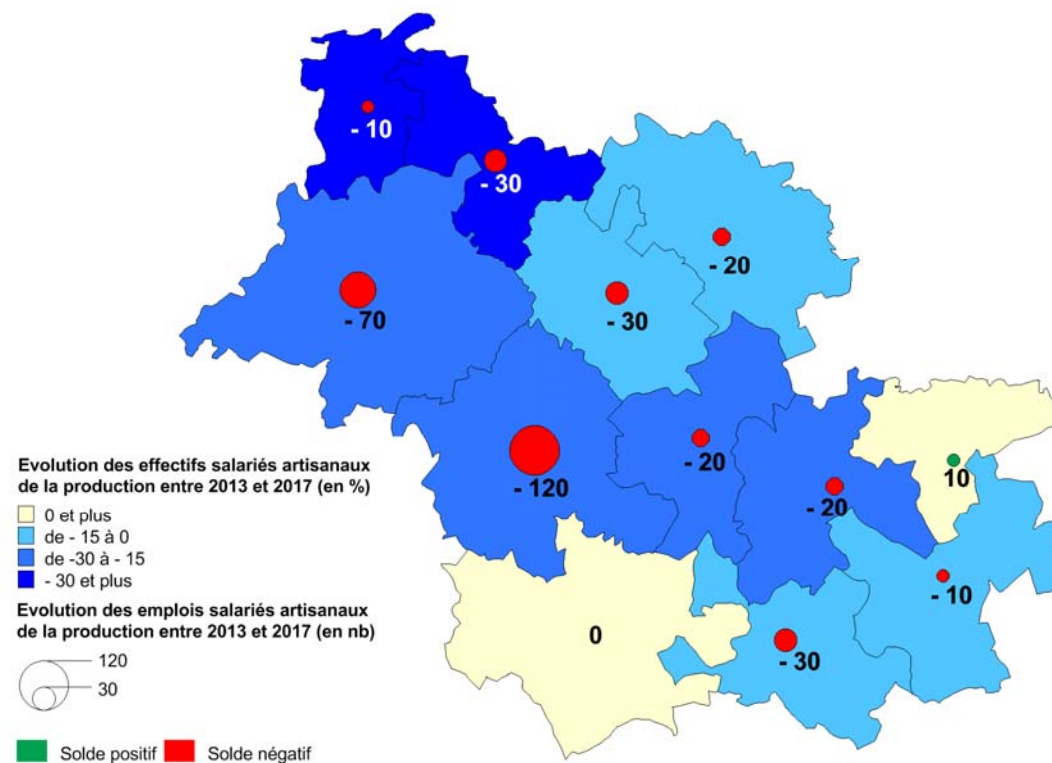 - 10
- 30
- 20
- 70
- 30
- 20
- 120
- 20
10
- 10
0
- 30
Evolution des effectifs salariés artisanaux
de la production entre 2013 et 2017 (en %)
0 et plus
de - 15 à 0
de -30 à - 15
- 30 et plus
Evolution des emplois salariés artisanaux
de la production entre 2013 et 2017 (en nb)
120
30
Solde positif
Solde négatif